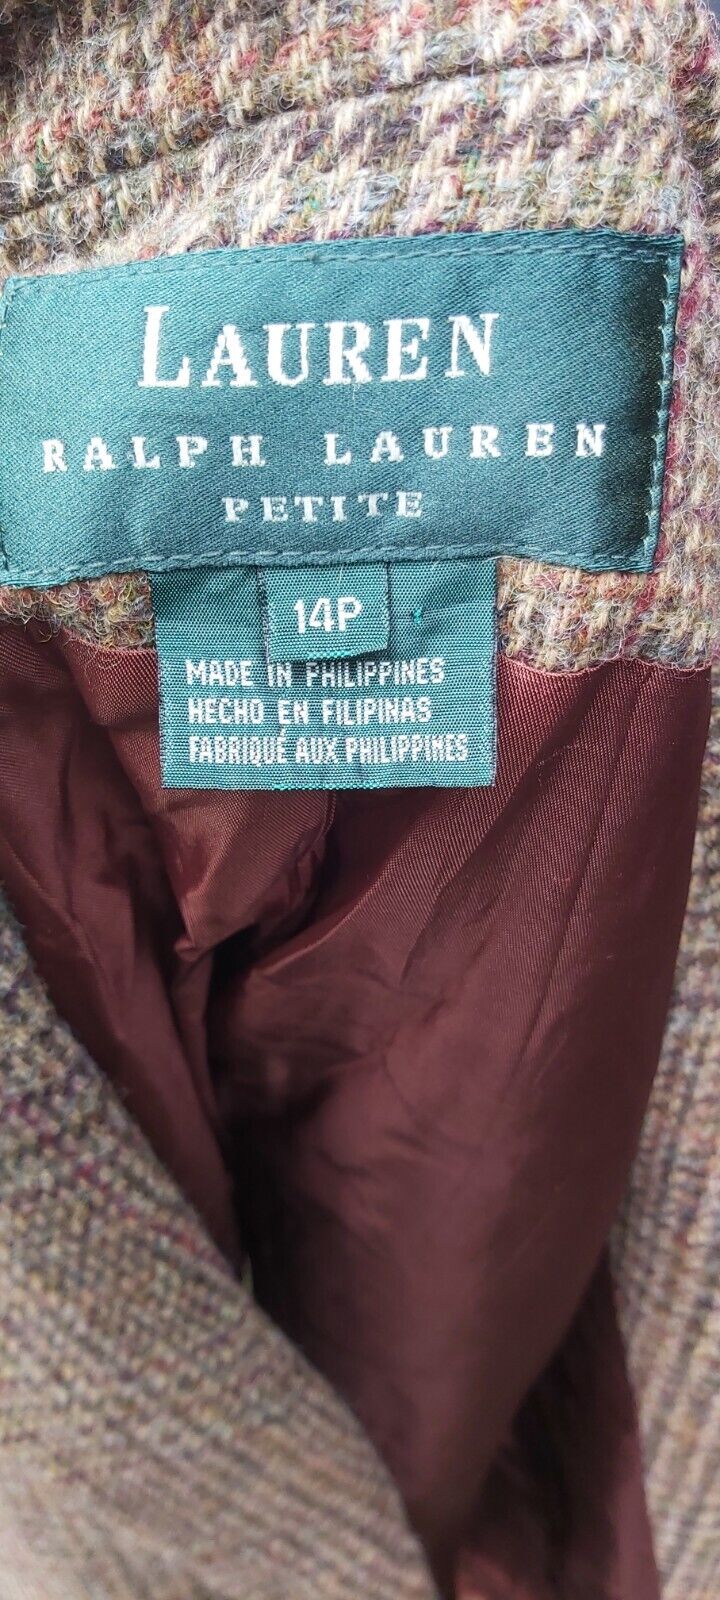 LAUREN
RALPH LAUREN
PETITE
14P
MADE IN PHILIPPINES
HECHO EN FILIPINAS
FABRIQUÉ AUX PHILIPPINES